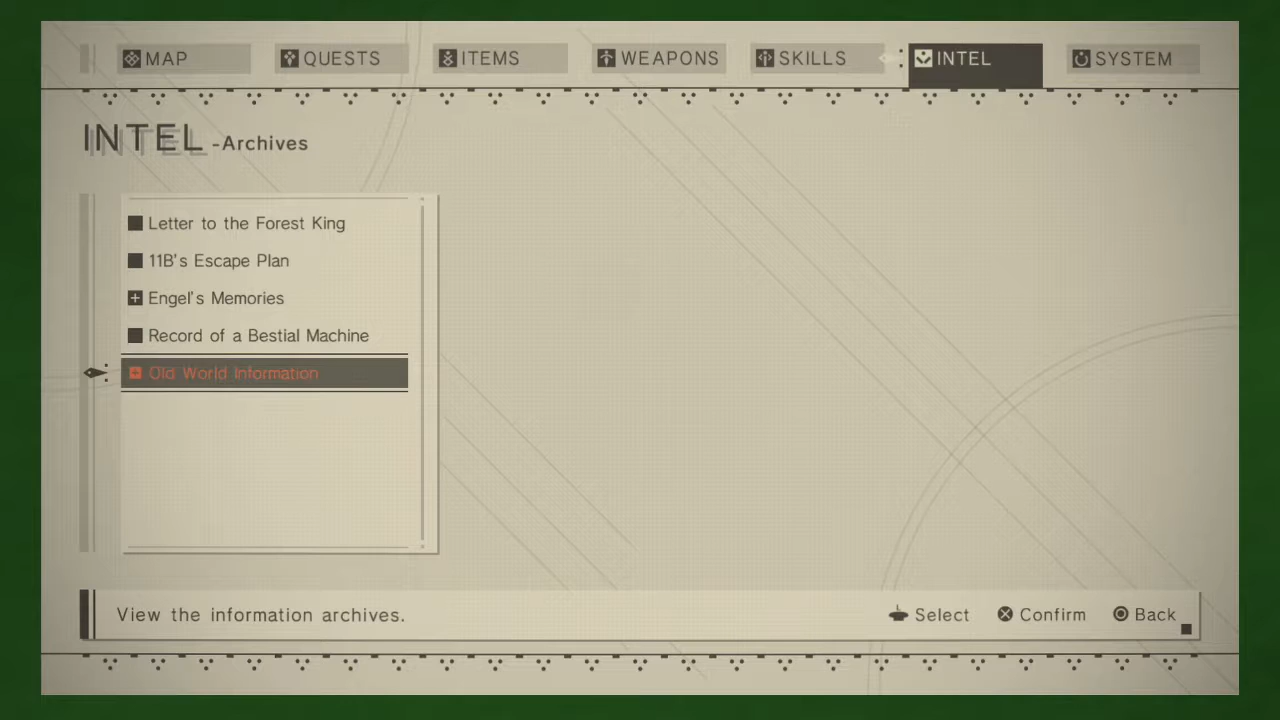 MAP QUESTS ITEMS WEAPONS SKILLS INTEL SYSTEM
INTEL -Archives
Letter to the Forest King
11B's Escape Plan
Engel's Memories
Record of a Bestial Machine
Old World Information
View the information archives. Select Confirm Back